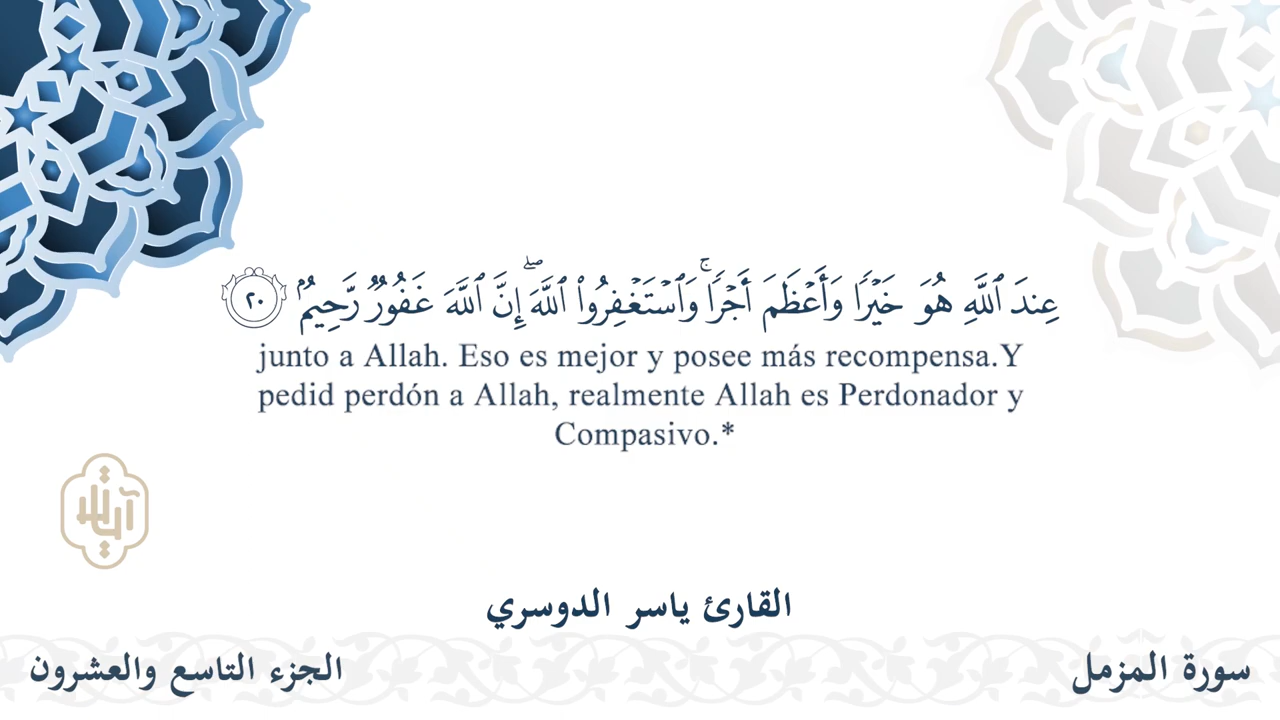 عِندَ ٱللَّهِ هُوَ خَيۡرٗا وَأَعۡظَمَ أَجۡرٗاۚ وَٱسۡتَغۡفِرُواْ ٱللَّهَۖ إِنَّ ٱللَّهَ غَفُورٞ رَّحِيمُۢ ٢٠
junto a Allah. Eso es mejor y posee más recompensa.Y
pedid perdón a Allah, realmente Allah es Perdonador y
Compasivo.*
آيات
القارئ ياسر الدوسري
سورة المزمل
الجزء التاسع والعشرون